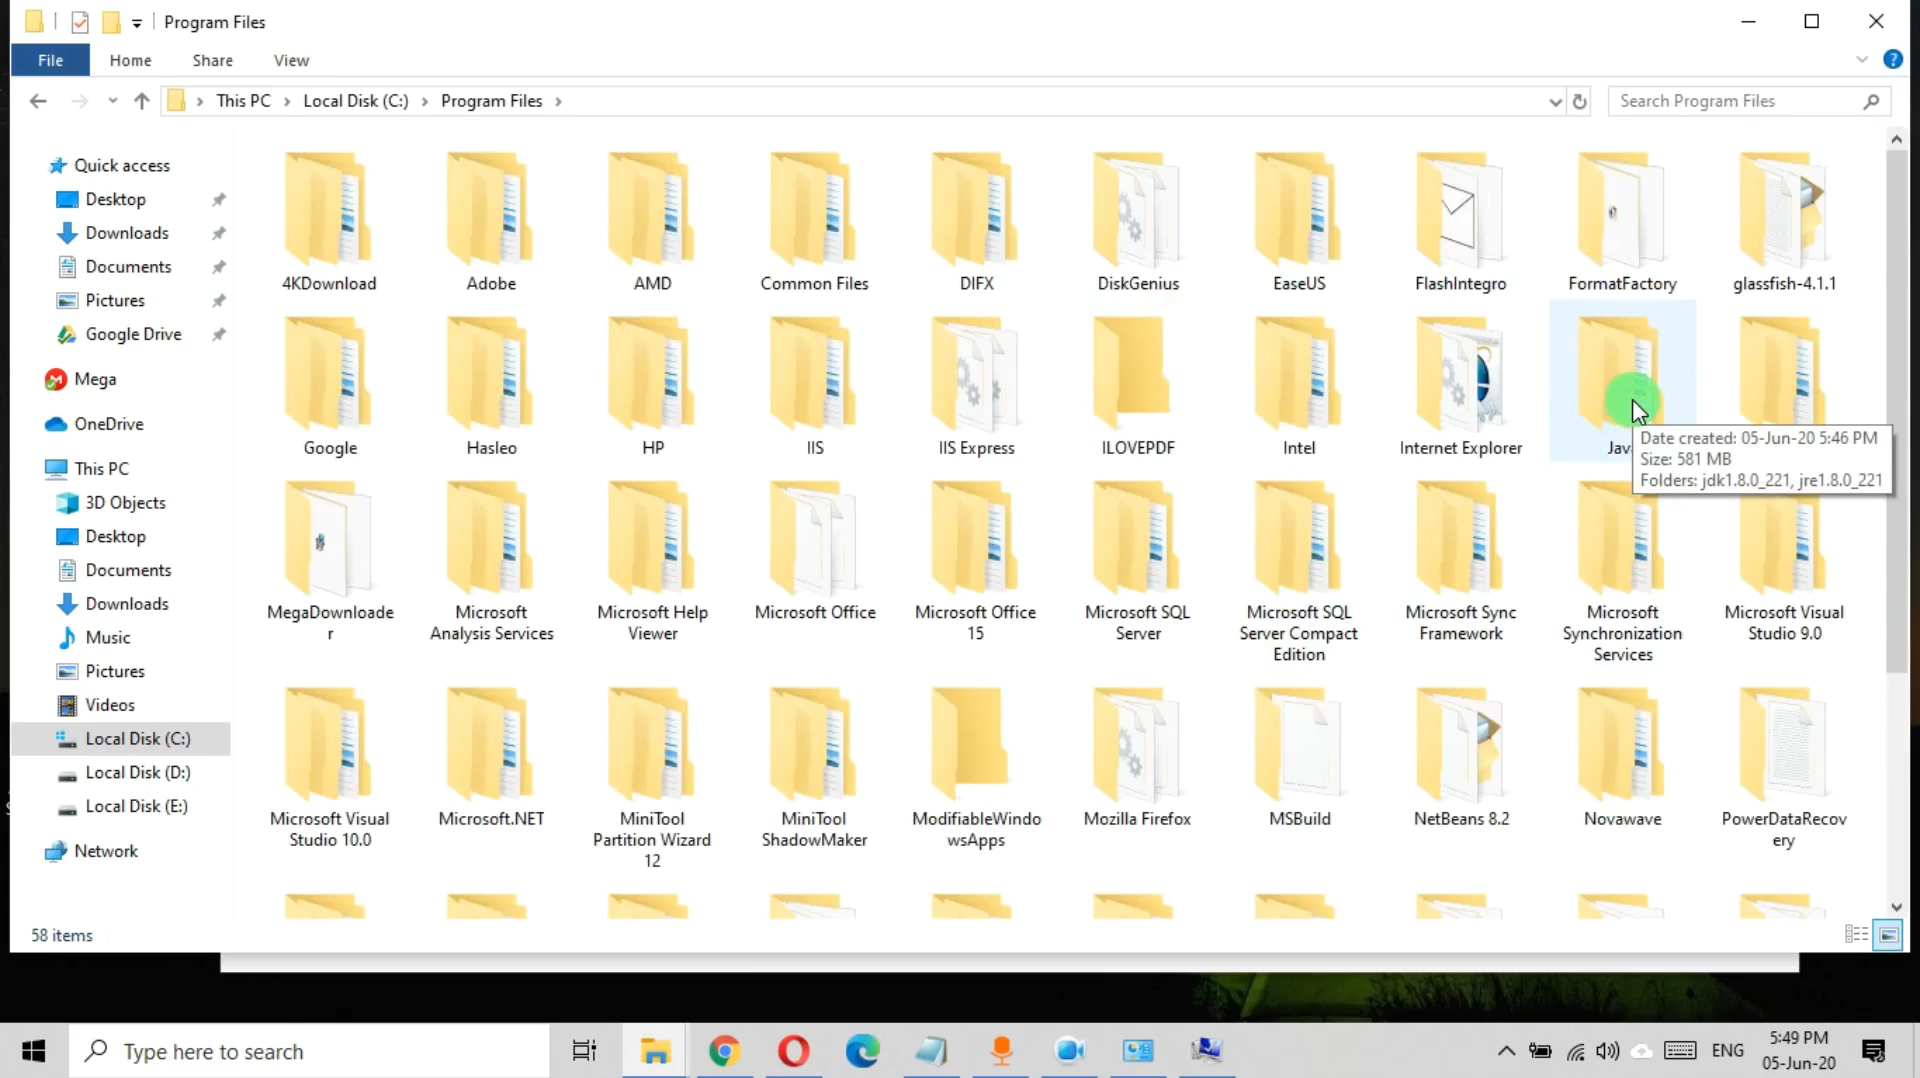 Program Files
File
Home
Share
View
This PC
Local Disk (C:)
Program Files
Search Program Files
Quick access
Desktop
Downloads
Documents
Pictures
Google Drive
Mega
OneDrive
This PC
3D Objects
Desktop
Documents
Downloads
Music
Pictures
Videos
Local Disk (C:)
Local Disk (D:)
Local Disk (E:)
Network
4KDownload
Adobe
AMD
Common Files
DIFX
DiskGenius
EaseUS
FlashIntegro
FormatFactory
glassfish-4.1.1
Google
Hasleo
HP
IIS
IIS Express
ILOVEPDF
Intel
Internet Explorer
Date created: 05-Jun-20 5:46 PM
Size: 581 MB
Folders: jdk1.8.0_221, jre1.8.0_221
MegaDownloade
r
Microsoft
Analysis Services
Microsoft Help
Viewer
Microsoft Office
Microsoft Office
15
Microsoft SQL
Server
Microsoft SQL
Server Compact
Edition
Microsoft Sync
Framework
Microsoft
Synchronization
Services
Microsoft Visual
Studio 9.0
Microsoft Visual
Studio 10.0
Microsoft.NET
MiniTool
Partition Wizard
12
MiniTool
ShadowMaker
ModifiableWindo
wsApps
Mozilla Firefox
MSBuild
NetBeans 8.2
Novawave
PowerDataRecov
ery
58 items
Type here to search
ENG
5:49 PM
05-Jun-20